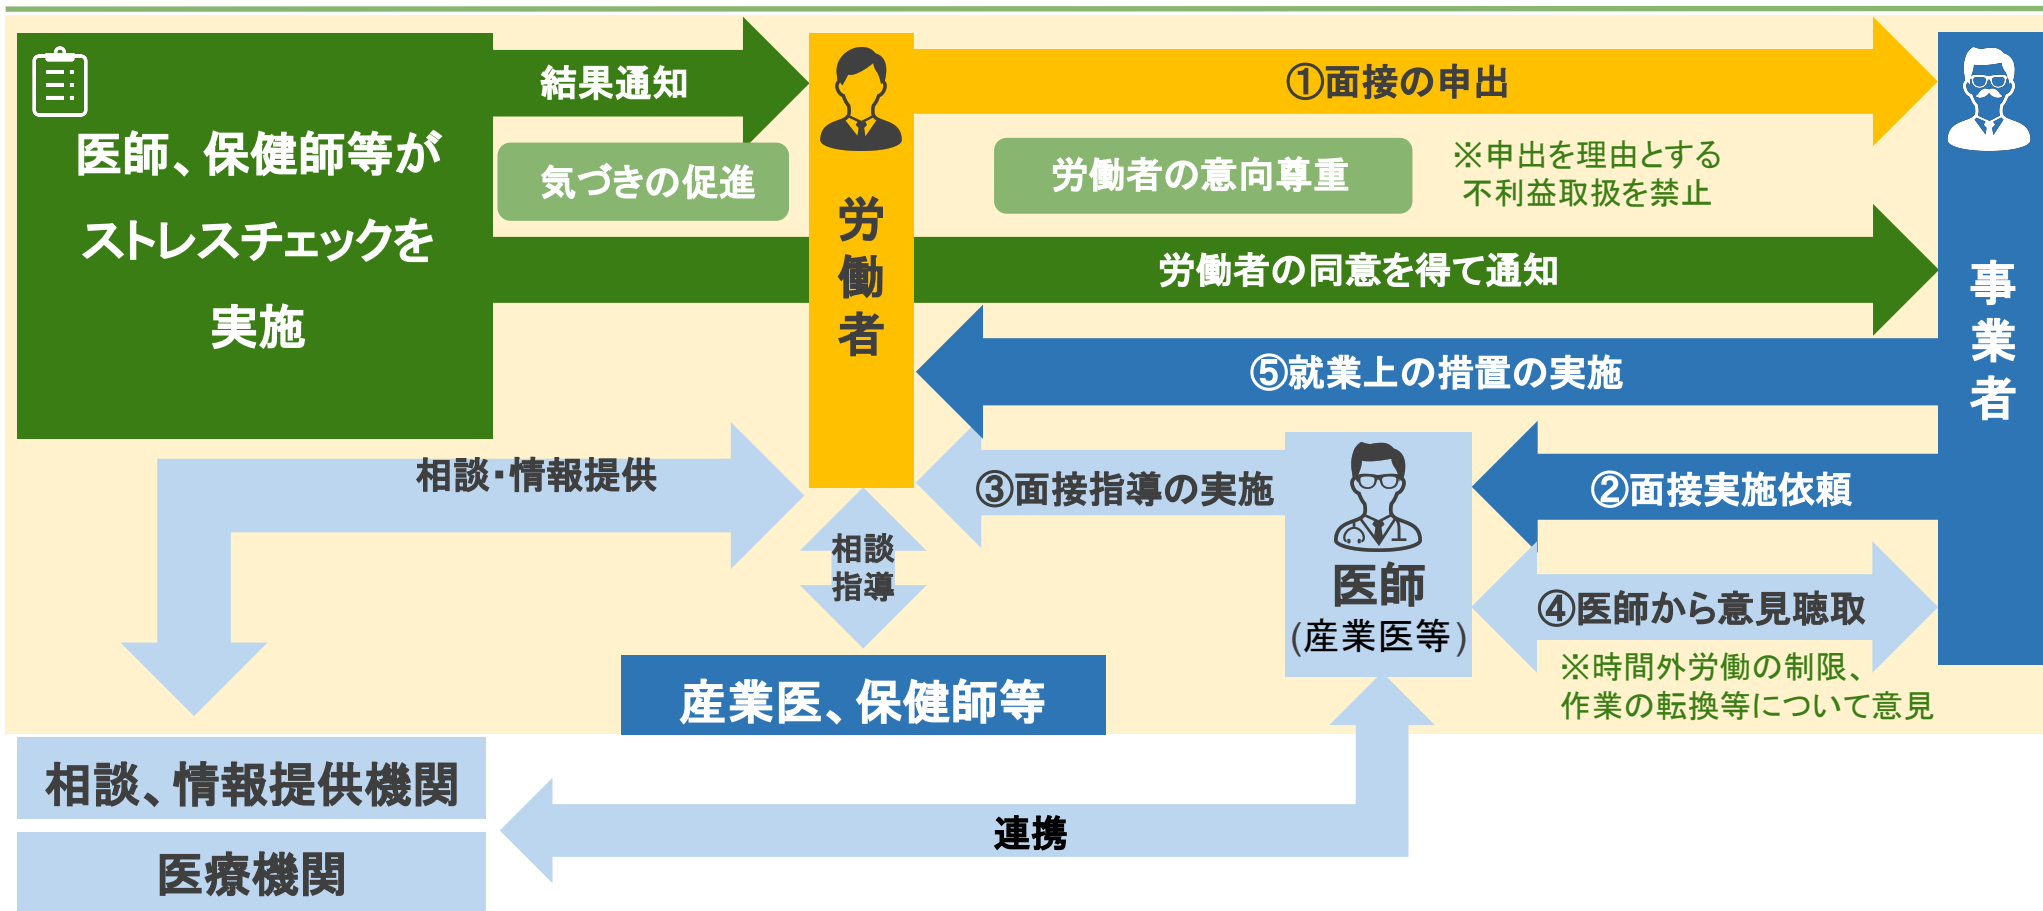 医師、保健師等が
ストレスチェックを
実施
結果通知
気づきの促進
労働者
①面接の申出
労働者の意向尊重
※申出を理由とする
不利益取扱を禁止
労働者の同意を得て通知
事業者
⑤就業上の措置の実施
相談・情報提供
③面接指導の実施
②面接実施依頼
相談
指導
医師
(産業医等)
④医師から意見聴取
※時間外労働の制限、
作業の転換等について意見
産業医、保健師等
相談、情報提供機関
医療機関
連携